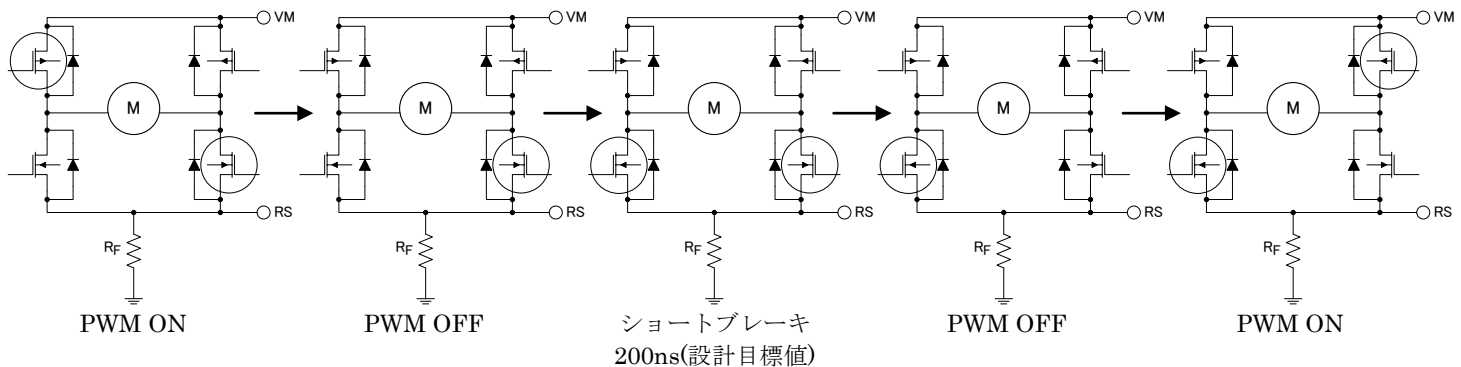 VM
VM
VM
VM
VM
M
M
M
M
M
RS
RS
RS
RS
RS
RF
RF
RF
RF
RF
PWM ON
PWM OFF
ショートブレーキ
200ns(設計目標値)
PWM OFF
PWM ON